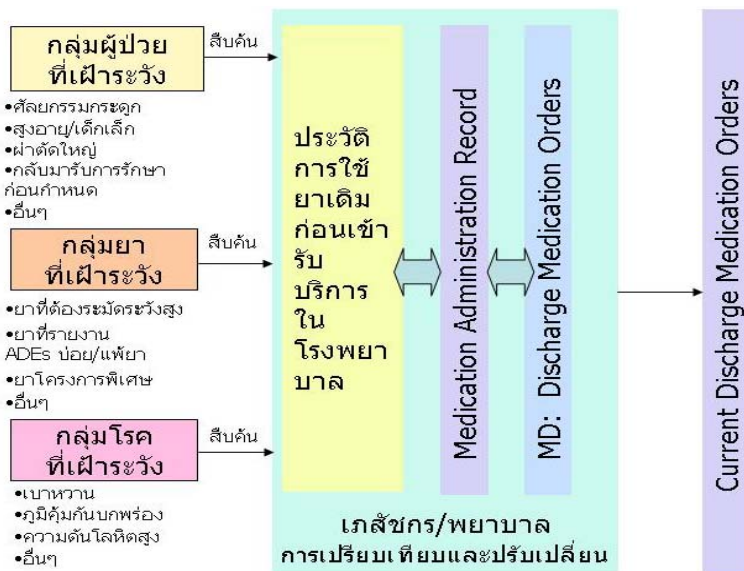 กลุ่มผู้ป่วย
ที่เฝ้าระวัง
สืบค้น
•ศัลยกรรมกระดูก
•สูงอายุ/เด็กเล็ก
•ผ่าตัดใหญ่
•กลับมารับการรักษา
ก่อนกำหนด
•อื่นๆ
กลุ่มยา
ที่เฝ้าระวัง
สืบค้น
•ยาที่ต้องระมัดระวังสูง
•ยาที่รายงาน
ADEs บ่อย/แพ้ยา
•ยาโครงการพิเศษ
•อื่นๆ
กลุ่มโรค
ที่เฝ้าระวัง
สืบค้น
•เบาหวาน
•ภูมิคุ้มกันบกพร่อง
•ความดันโลหิตสูง
•อื่นๆ
ประวัติ
การใช้
ยาเดิม
ก่อนเข้า
รับ
บริการ
ใน
โรงพยา
บาล
Medication Administration Record
MD: Discharge Medication Orders
เภสัชกร/พยาบาล
การเปรียบเทียบและปรับเปลี่ยน
Current Discharge Medication Orders